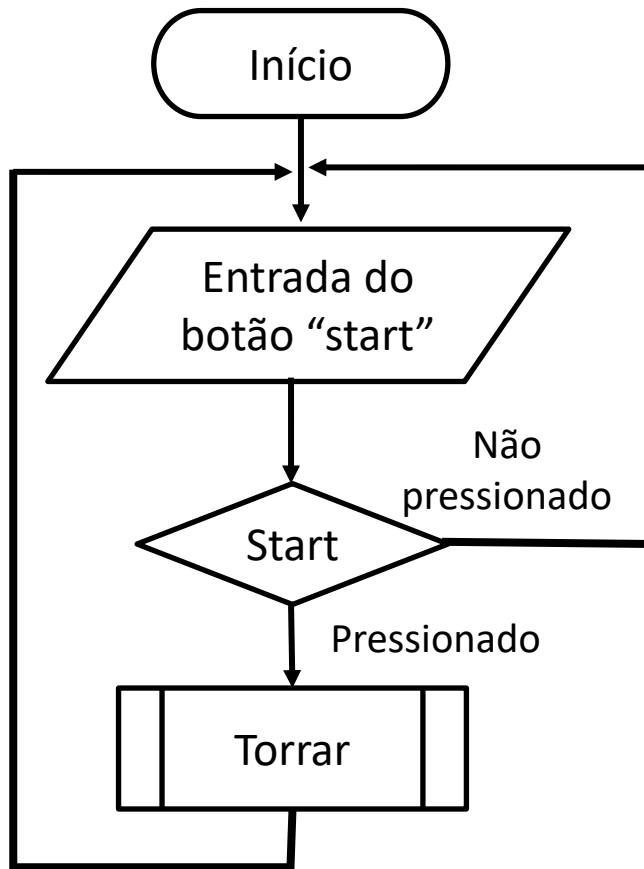 Início
Entrada do
botão “start”
Não
pressionado
Start
Pressionado
Torrar